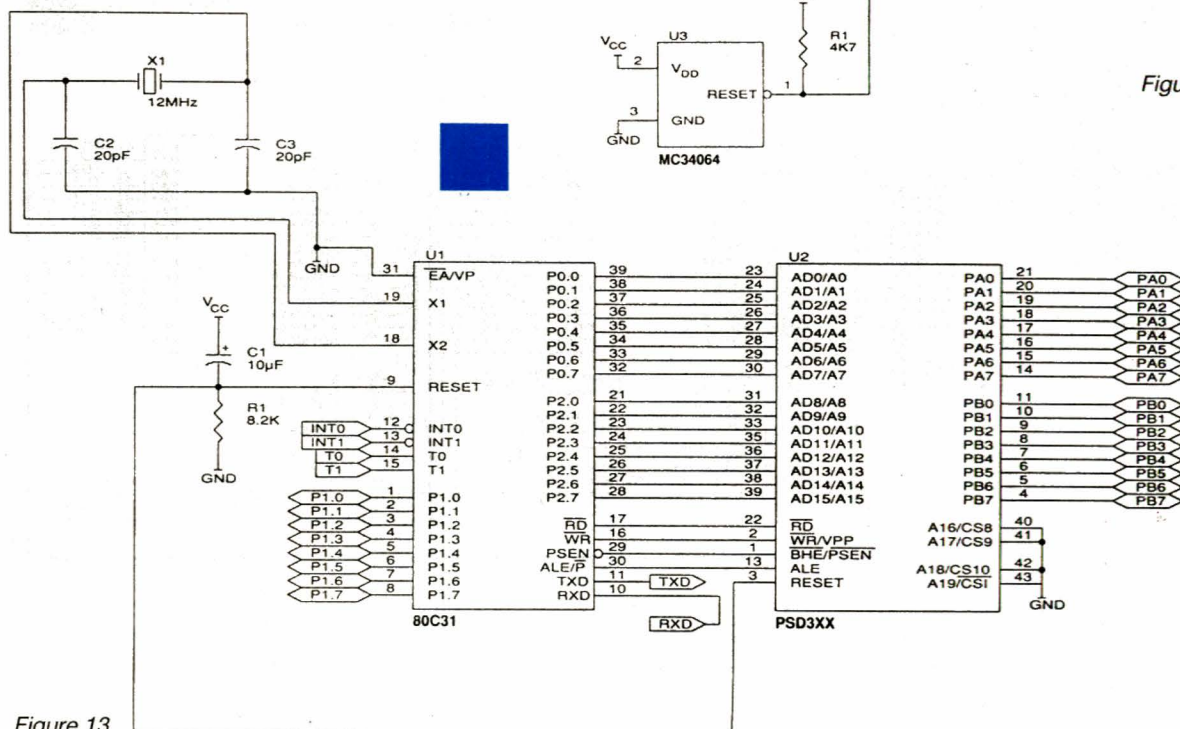 X1
12MHz
C2
20pF
C3
20pF
GND
VCC
C1
10µF
R1
8.2K
GND
INT0
INT1
T0
T1
P1.0
P1.1
P1.2
P1.3
P1.4
P1.5
P1.6
P1.7
U3
VCC
2
VDD
RESET
1
3
GND
GND
MC34064
R1
4K7
Figu
U1
31 EA/VP P0.0 39
P0.1 38
19 X1 P0.2 37
P0.3 36
P0.4 35
18 X2 P0.5 34
P0.6 33
P0.7 32
9 RESET
P2.0 21
P2.1 22
12 INT0 P2.2 23
13 INT1 P2.3 24
14 T0 P2.4 25
15 T1 P2.5 26
P2.6 27
P2.7 28
1 P1.0
2 P1.1
3 P1.2 RD 17
4 P1.3 WR 16
5 P1.4 PSEN 29
6 P1.5 ALE/P 30
7 P1.6 TXD 11 TXD
8 P1.7 RXD 10
RXD
80C31
U2
23 AD0/A0 PA0 21 PA0
24 AD1/A1 PA1 20 PA1
25 AD2/A2 PA2 19 PA2
26 AD3/A3 PA3 18 PA3
27 AD4/A4 PA4 17 PA4
28 AD5/A5 PA5 16 PA5
29 AD6/A6 PA6 15 PA6
30 AD7/A7 PA7 14 PA7
31 AD8/A8 PB0 11 PB0
32 AD9/A9 PB1 10 PB1
33 AD10/A10 PB2 9 PB2
35 AD11/A11 PB3 8 PB3
36 AD12/A12 PB4 7 PB4
37 AD13/A13 PB5 6 PB5
38 AD14/A14 PB6 5 PB6
39 AD15/A15 PB7 4 PB7
22 RD A16/CS8 40
2 WR/VPP A17/CS9 41
1 BHE/PSEN
13 ALE A18/CS10 42
3 RESET A19/CSI 43
GND
PSD3XX
Figure 13